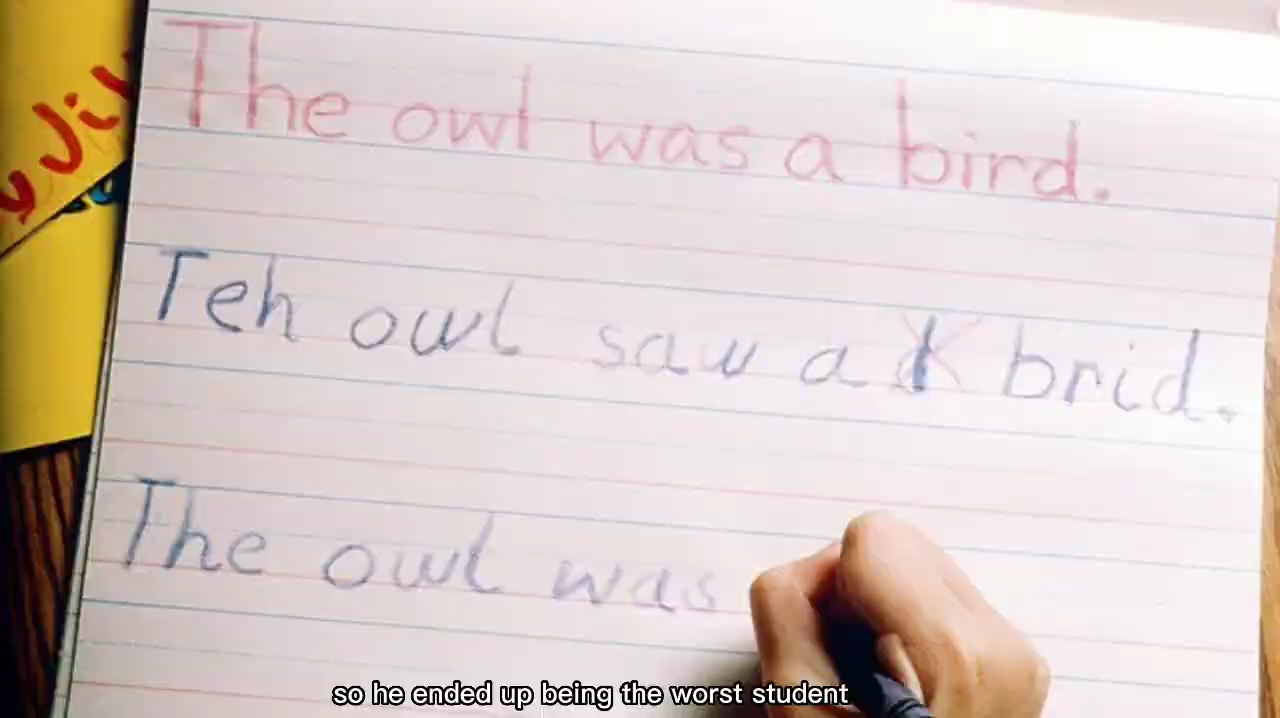 The owl was a bird.
Teh owl saw a brid.
The owl was
so he ended up being the worst student